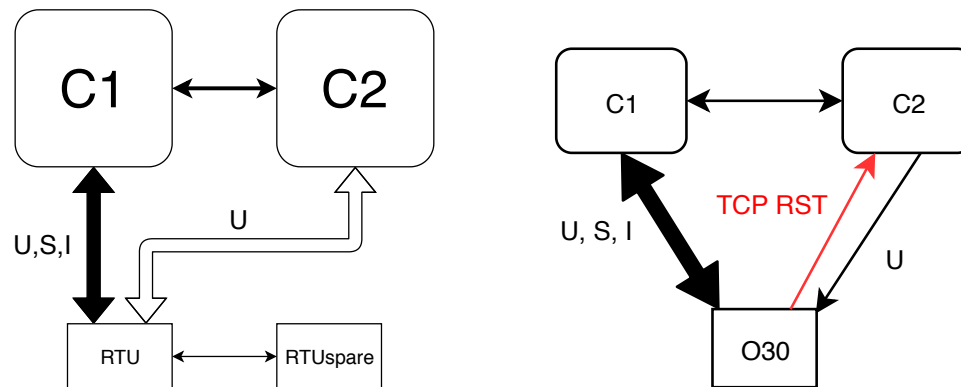 C1
C2
U,S,I
U
RTU
RTUspare
C1
C2
TCP RST
U, S, I
U
O30